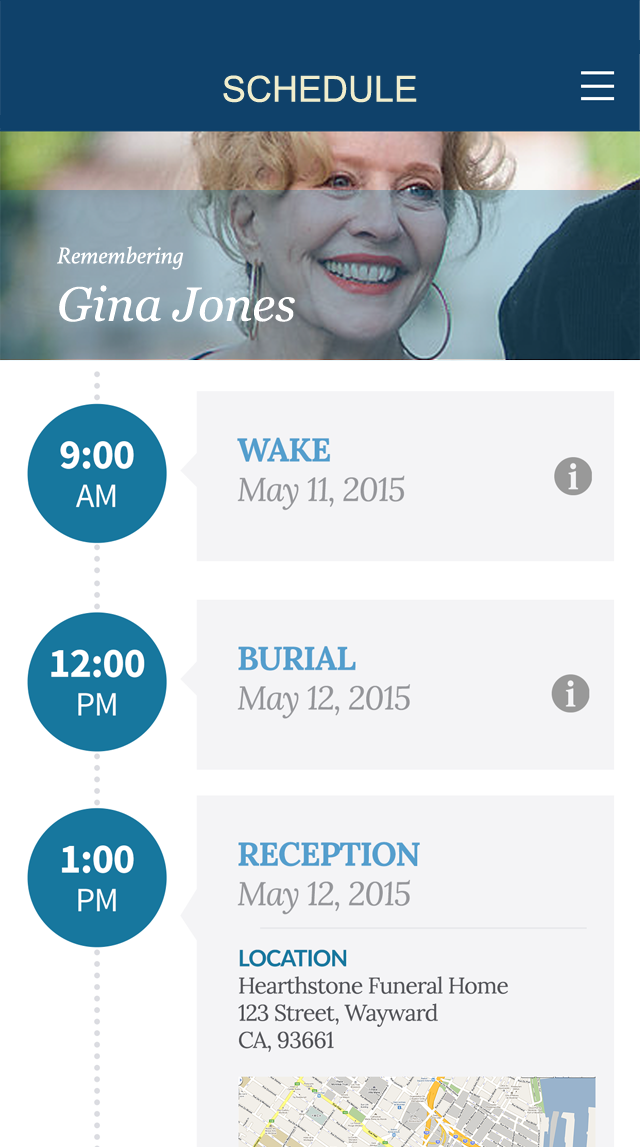 SCHEDULE
Remembering
Gina Jones
9:00
AM
WAKE
May 11, 2015
12:00
PM
BURIAL
May 12, 2015
1:00
PM
RECEPTION
May 12, 2015
LOCATION
Hearthstone Funeral Home
123 Street, Wayward
CA, 93661